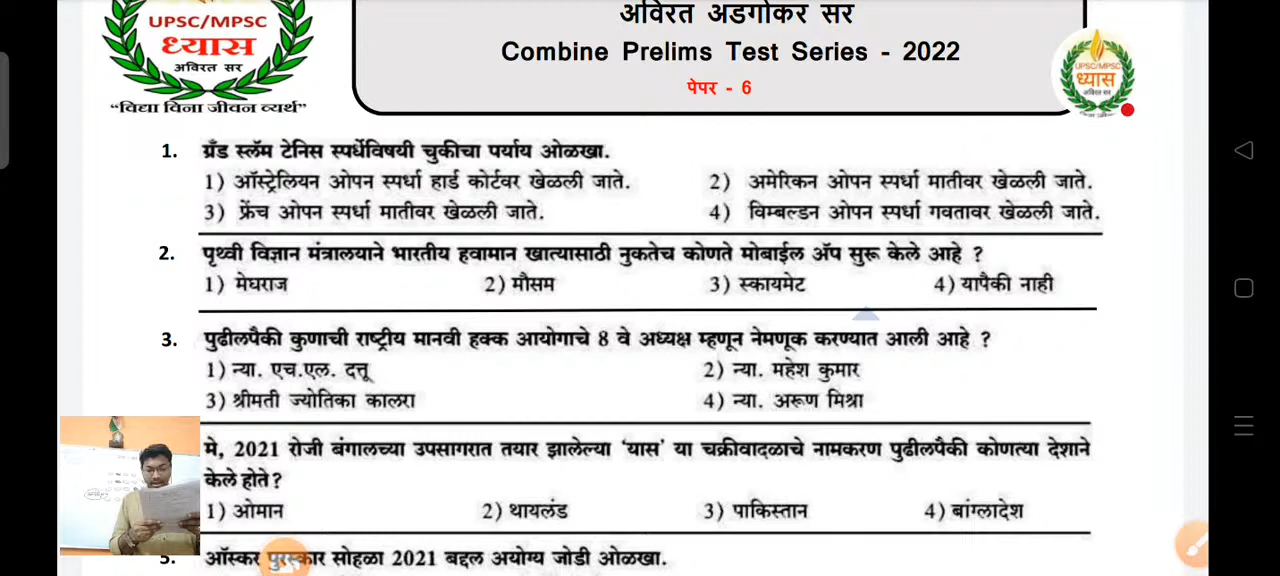 UPSC/MPSC
ध्यास
अविरत सर
“विद्या विना जीवन व्यर्थ”
अविरत अडगोकर सर
Combine Prelims Test Series - 2022
पेपर - 6
UPSC/MPSC
ध्यास
1. ग्रँड स्लॅम टेनिस स्पर्धेविषयी चुकीचा पर्याय ओळखा.
1) ऑस्ट्रेलियन ओपन स्पर्धा हार्ड कोर्टवर खेळली जाते. 2) अमेरिकन ओपन स्पर्धा मातीवर खेळली जाते.
3) फ्रेंच ओपन स्पर्धा मातीवर खेळली जाते. 4) विम्बल्डन ओपन स्पर्धा गवतावर खेळली जाते.
2. पृथ्वी विज्ञान मंत्रालयाने भारतीय हवामान खात्यासाठी नुकतेच कोणते मोबाईल अॅप सुरू केले आहे ?
1) मेघराज 2) मौसम 3) स्कायमेट 4) यापैकी नाही
3. पुढीलपैकी कुणाची राष्ट्रीय मानवी हक्क आयोगाचे 8 वे अध्यक्ष म्हणून नेमणूक करण्यात आली आहे ?
1) न्या. एच.एल. दत्तू 2) न्या. महेश कुमार
3) श्रीमती ज्योतिका कालरा 4) न्या. अरूण मिश्रा
मे, 2021 रोजी बंगालच्या उपसागरात तयार झालेल्या ‘यास’ या चक्रीवादळाचे नामकरण पुढीलपैकी कोणत्या देशाने
केले होते?
1) ओमान 2) थायलंड 3) पाकिस्तान 4) बांग्लादेश
5. ऑस्कर पुरस्कार सोहळा 2021 बद्दल अयोग्य जोडी ओळखा.